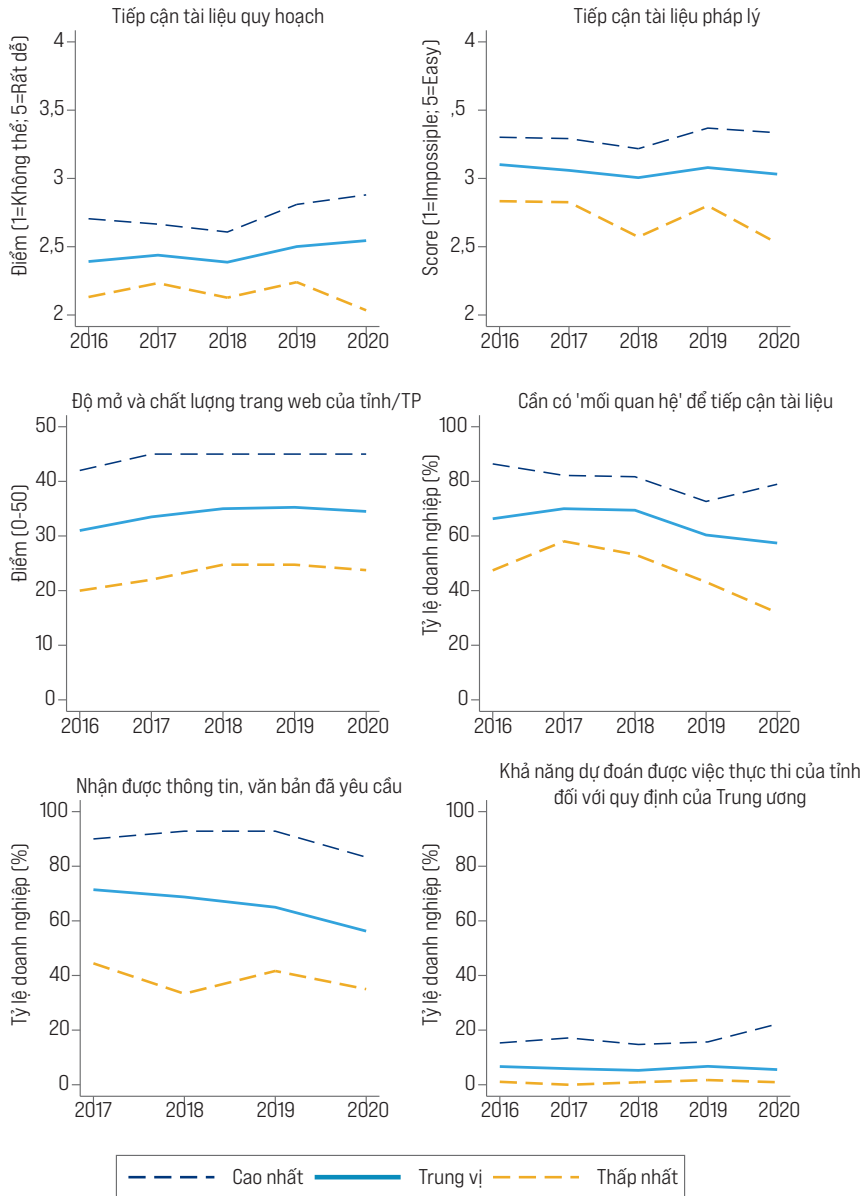 Tiếp cận tài liệu quy hoạch
Điểm (1=Không thể; 5=Rất dễ)
4
3,5
3
2,5
2
2016 2017 2018 2019 2020
Tiếp cận tài liệu pháp lý
Score (1=Impossiple; 5=Easy)
4
,5
3
2,5
2
2016 2017 2018 2019 2020
Độ mở và chất lượng trang web của tỉnh/TP
Điểm (0-50)
50
40
30
20
10
0
2016 2017 2018 2019 2020
Cần có 'mối quan hệ' để tiếp cận tài liệu
Tỷ lệ doanh nghiệp (%)
100
80
60
40
20
0
2016 2017 2018 2019 2020
Nhận được thông tin, văn bản đã yêu cầu
Tỷ lệ doanh nghiệp (%)
100
80
60
40
20
0
2017 2018 2019 2020
Khả năng dự đoán được việc thực thi của tỉnh
đối với quy định của Trung ương
Tỷ lệ doanh nghiệp (%)
100
80
60
40
20
0
2016 2017 2018 2019 2020
Cao nhất Trung vị Thấp nhất